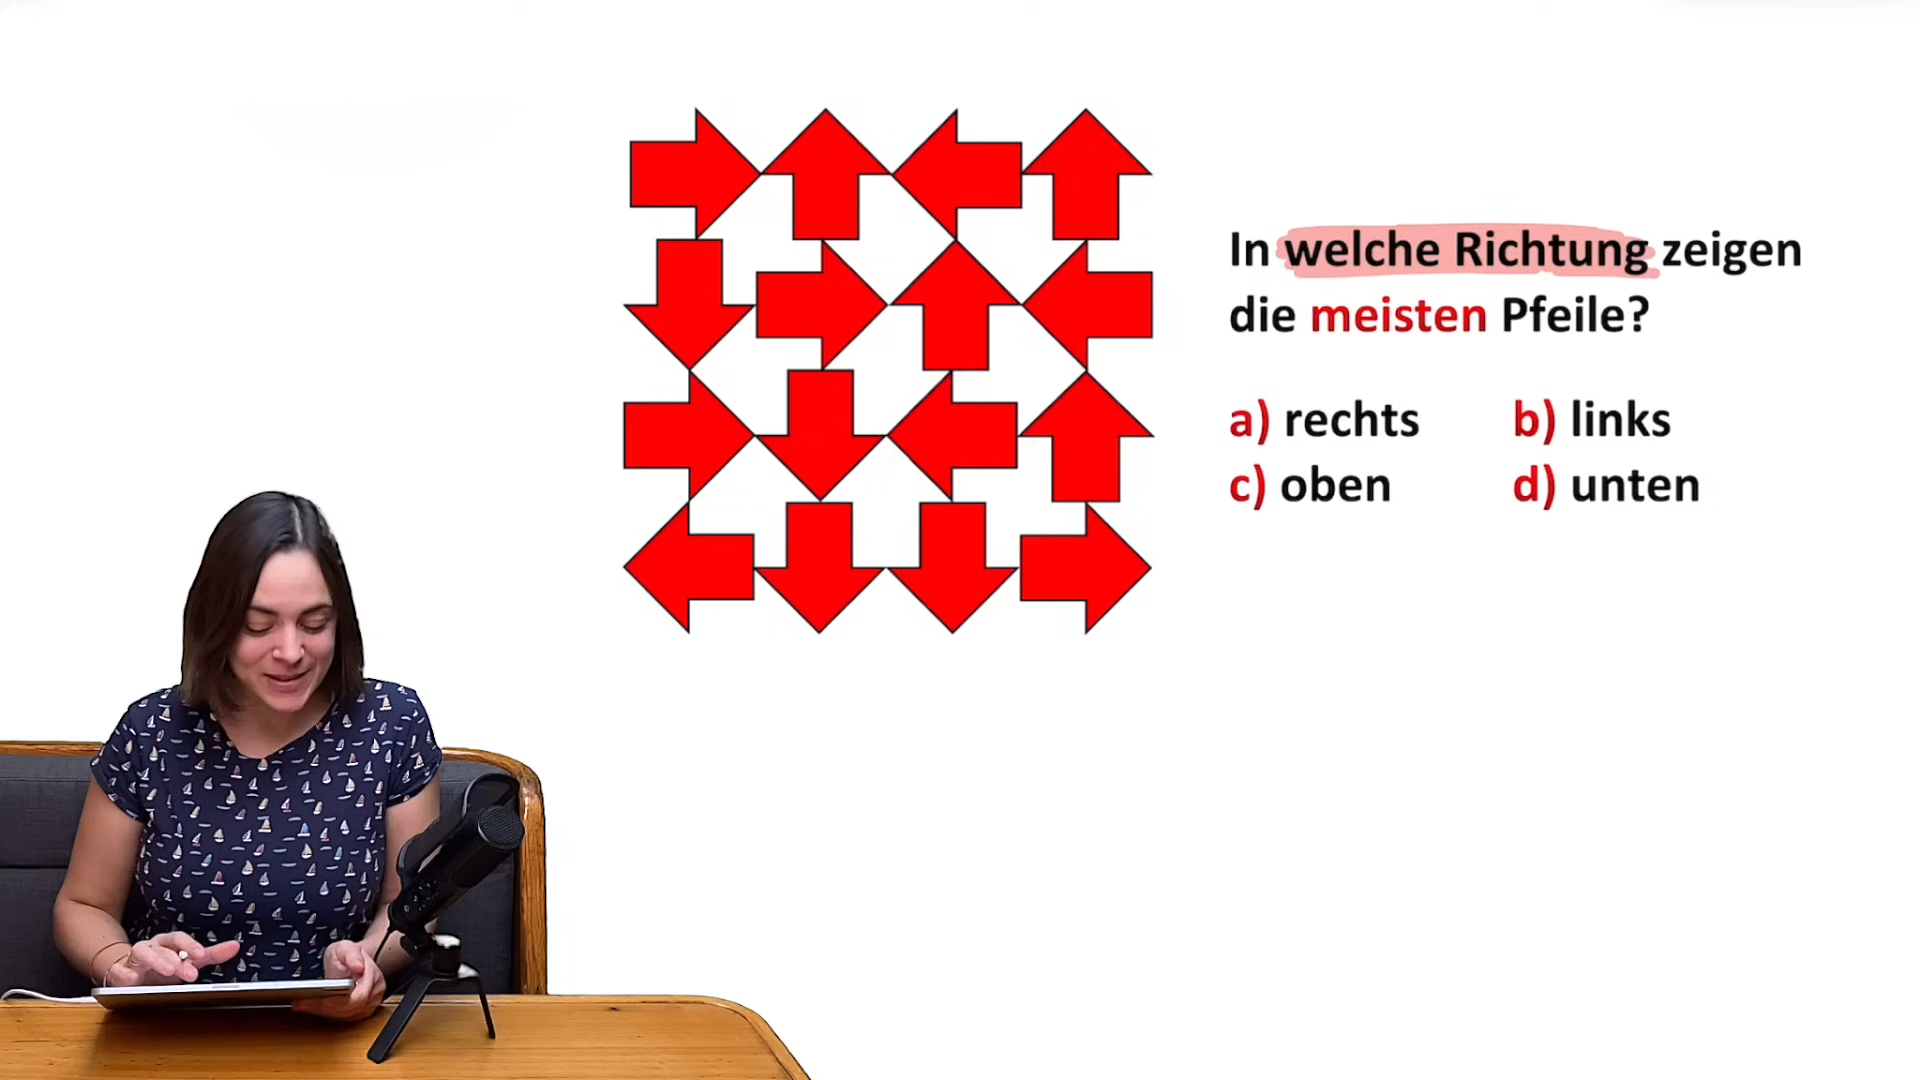 In welche Richtung zeigen
die meisten Pfeile?
a) rechts b) links
c) oben d) unten